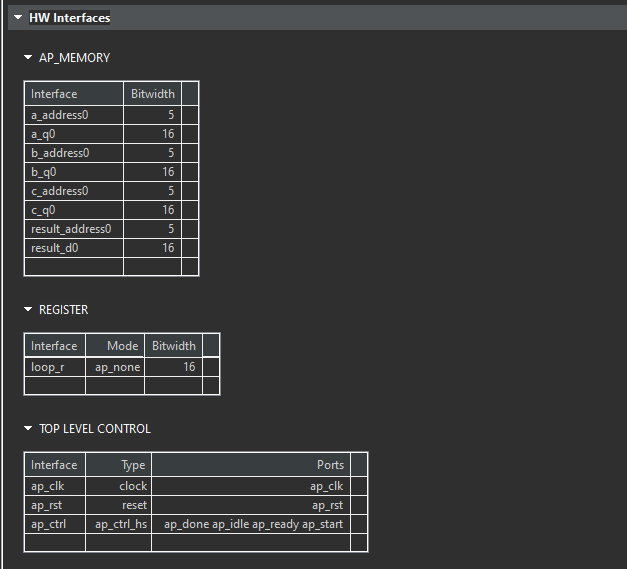 HW Interfaces
AP_MEMORY
Interface Bitwidth
a_address0 5
a_q0 16
b_address0 5
b_q0 16
c_address0 5
c_q0 16
result_address0 5
result_d0 16
REGISTER
Interface Mode Bitwidth
loop_r ap_none 16
TOP LEVEL CONTROL
Interface Type Ports
ap_clk clock ap_clk
ap_rst reset ap_rst
ap_ctrl ap_ctrl_hs ap_done ap_idle ap_ready ap_start